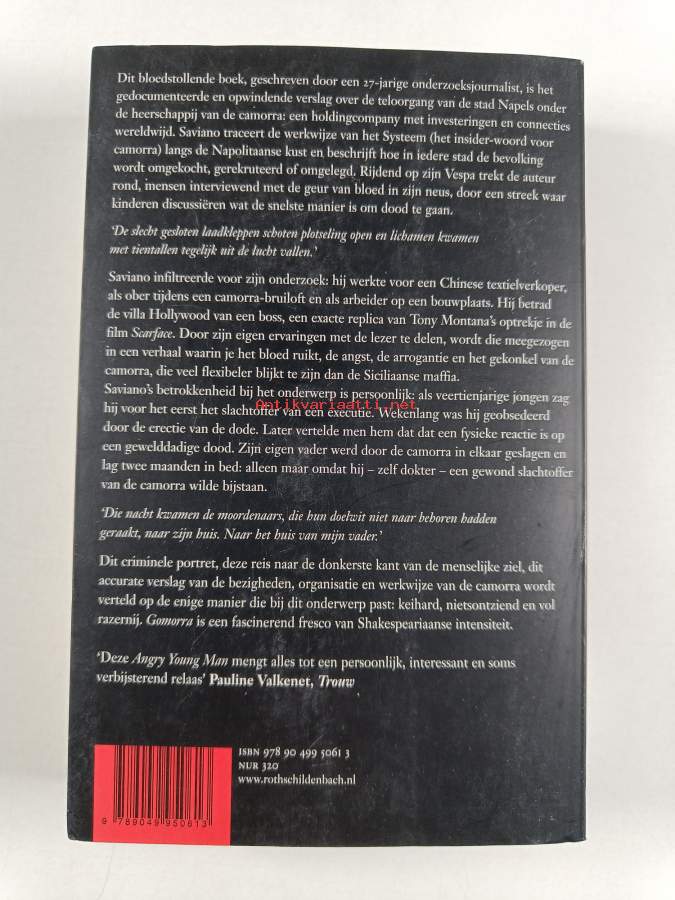 Dit bloedstollende boek, geschreven door een 27-jarige onderzoeksjournalist, is het
gedocumenteerde en opwindende verslag over de teloorgang van de stad Napels onder
de heerschappij van de camorra: een holdingcompany met investeringen en connecties
wereldwijd. Saviano traceert de werkwijze van het Systeem (het insider-woord voor
camorra) langs de Napolitaanse kust en beschrijft hoe in iedere stad de bevolking
wordt omgekocht, gerekruteerd of omgelegd. Rijdend op zijn Vespa trekt de auteur
rond, mensen interviewend met de geur van bloed in zijn neus, door een streek waar
kinderen discussiëren wat de snelste manier is om dood te gaan.
‘De slecht gesloten laadkleppen schoten plotseling open en lichamen kwamen
met tientallen tegelijk uit de lucht vallen.’
Saviano infiltreerde voor zijn onderzoek: hij werkte voor een Chinese textielverkoper,
als ober tijdens een camorra-bruiloft en als arbeider op een bouwplaats. Hij betrad
de villa Hollywood van een boss, een exacte replica van Tony Montana's optrekje in de
film Scarface. Door zijn eigen ervaringen met de lezer te delen, wordt die meegezogen
in een verhaal waarin je het bloed ruikt, de angst, de arrogantie en het gekonkel van de
camorra, die veel flexibeler blijkt te zijn dan de Siciliaanse maffia.
Saviano's betrokkenheid bij het onderwerp is persoonlijk: als veertienjarige jongen zag
Antikvariaatti.net
hij voor het eerst het slachtoffer van een executie. Wekenlang was hij geobsedeerd
door de erectie van de dode. Later vertelde men hem dat dat een fysieke reactie is op
een gewelddadige dood. Zijn eigen vader werd door de camorra in elkaar geslagen en
lag twee maanden in bed: alleen maar omdat hij – zelf dokter – een gewond slachtoffer
van de camorra wilde bijstaan.
‘Die nacht kwamen de moordenaars, die hun doelwit niet naar behoren hadden
geraakt, naar zijn huis. Naar het huis van mijn vader.’
Dit criminele portret, deze reis naar de donkerste kant van de menselijke ziel, dit
accurate verslag van de bezigheden, organisatie en werkwijze van de camorra wordt
verteld op de enige manier die bij dit onderwerp past: keihard, nietsontziend en vol
razernij. Gomorra is een fascinerend fresco van Shakespeariaanse intensiteit.
‘Deze Angry Young Man mengt alles tot een persoonlijk, interessant en soms
verbijsterend relaas’ Pauline Valkenet, Trouw
ISBN 978 90 499 5061 3
NUR 320
www.rothschildenbach.nl
9 789049 950613